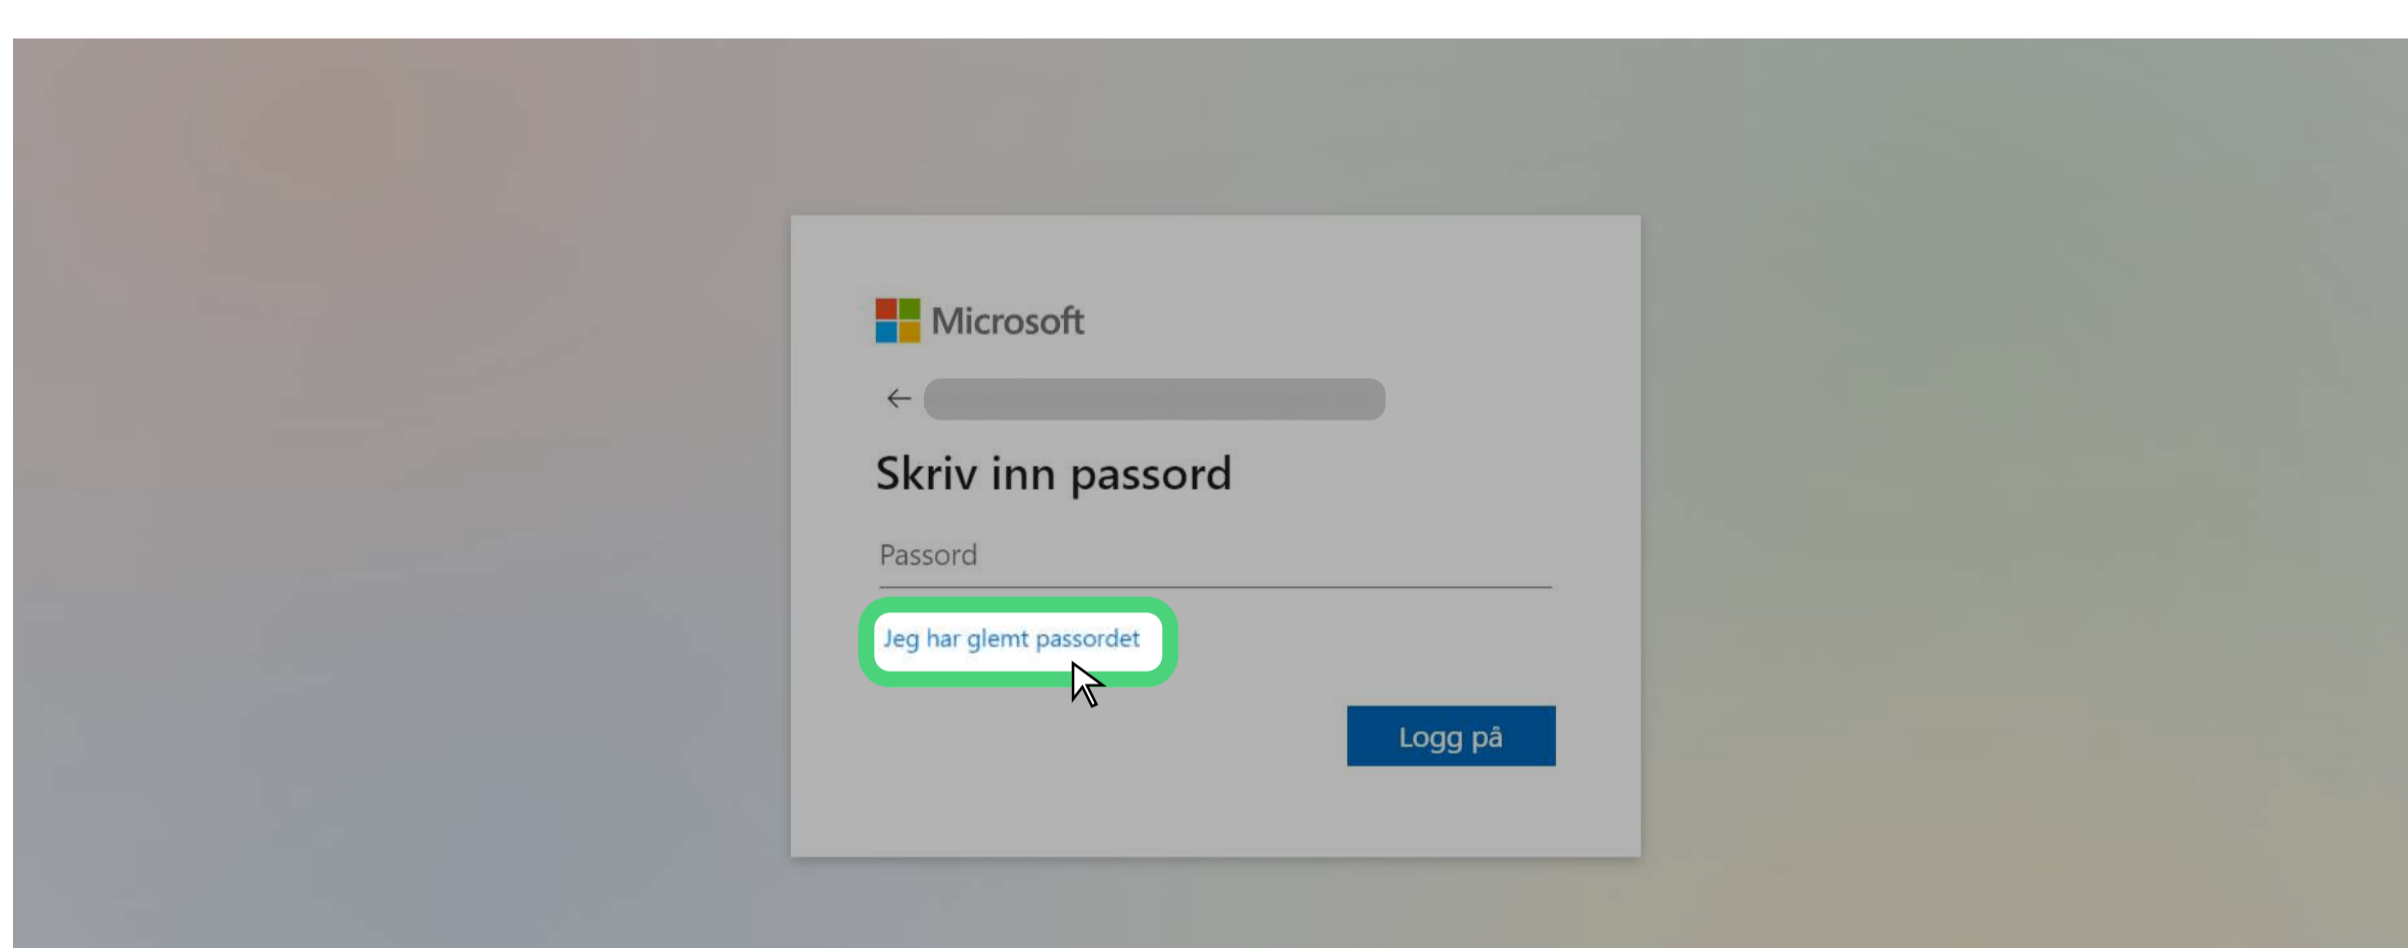 Microsoft
Skriv inn passord
Passord
Jeg har glemt passordet
Logg på